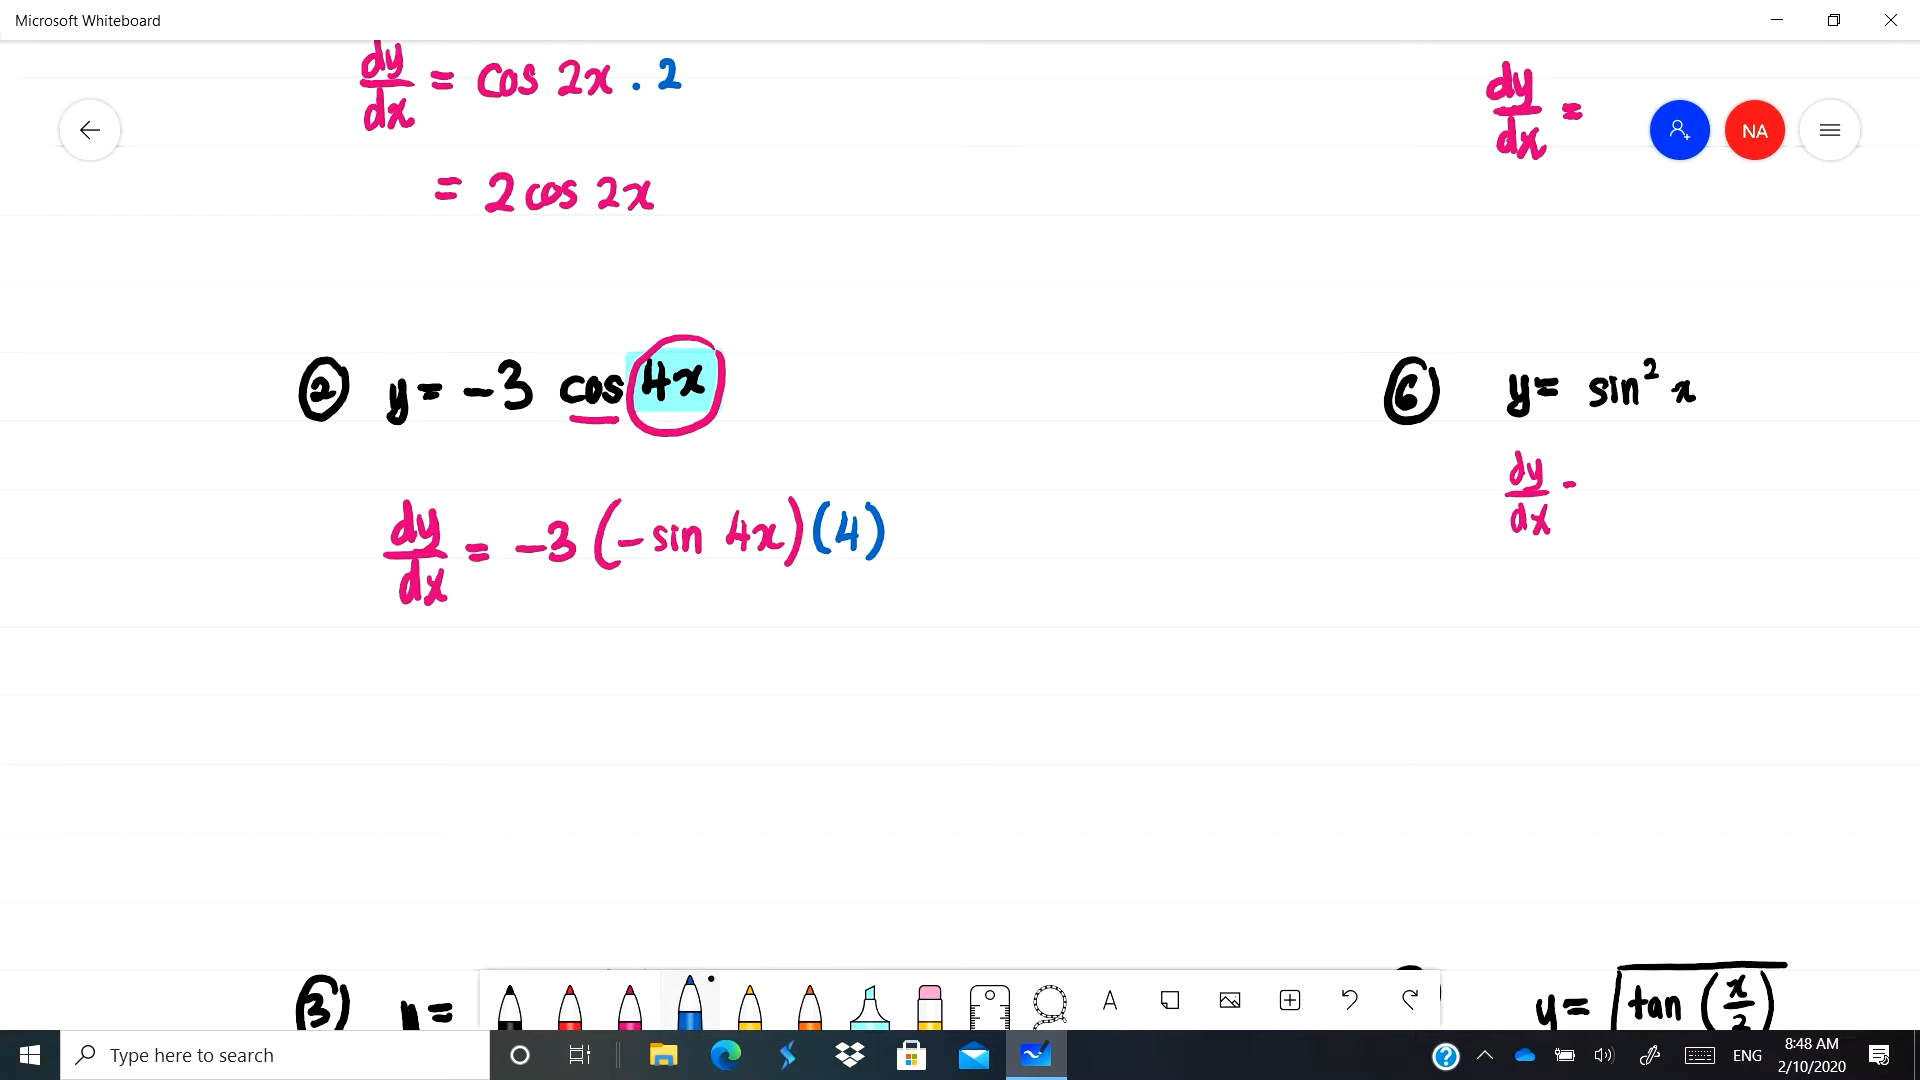 Microsoft Whiteboard
dy/dx = cos 2x . 2
= 2 cos 2x
② y = -3 cos 4x
dy/dx = -3 (-sin 4x)(4)
③ y =
dy/dx =
NA
⑥ y = sin² x
dy/dx -
y = √tan (x/2)
A
Type here to search
ENG
8:48 AM
2/10/2020